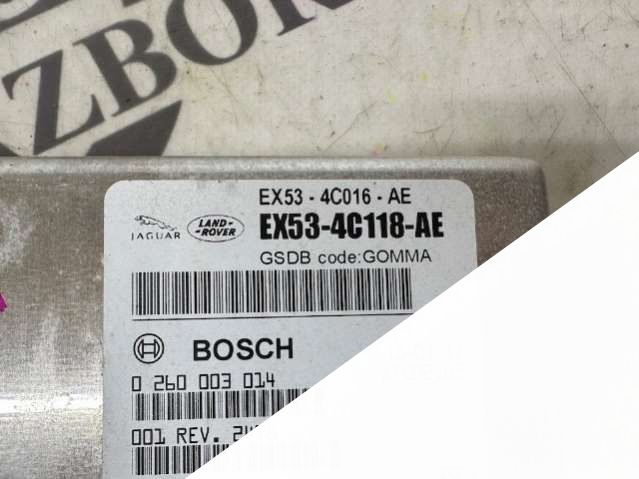 AZBOR
EX53 - 4C016 - AE
JAGUAR
LAND-
-ROVER
EX53-4C118-AE
GSDB code:GOMMA
BOSCH
0 260 003 014
001 REV.